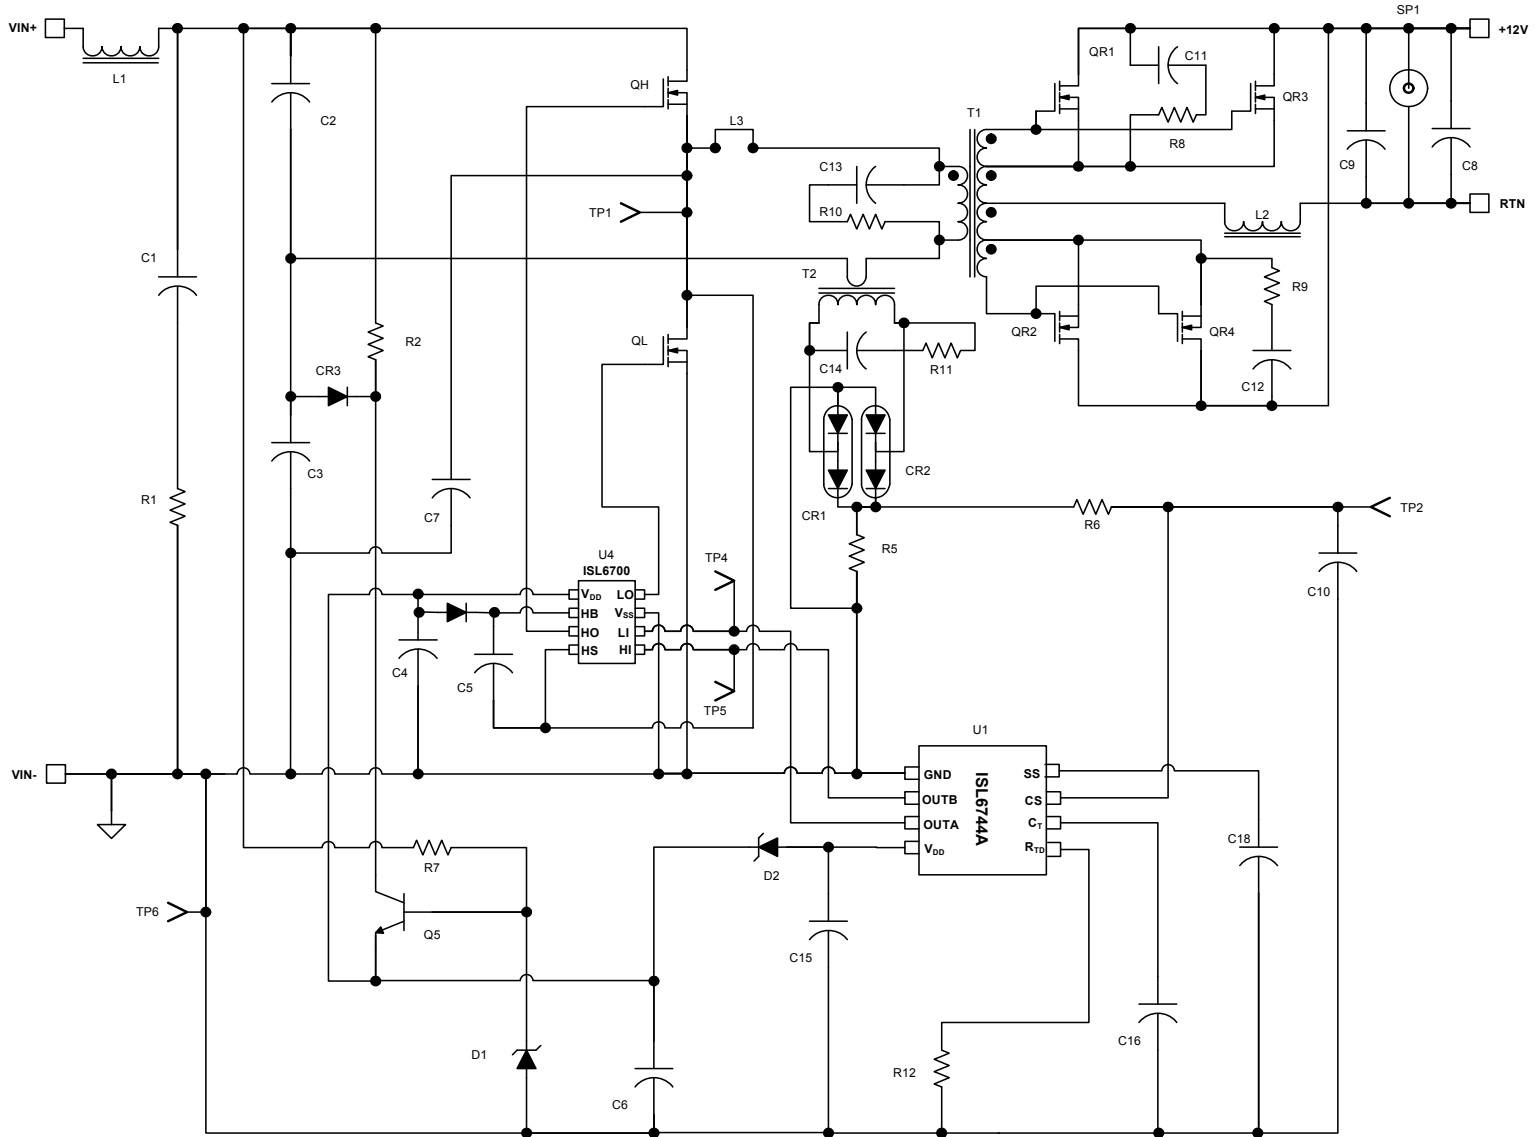 SP1
VIN+
+12V
QR1
C11
L1
QH
QR3
T1
C2
L3
R8
C13
C9
C8
R10
TP1
L2
RTN
C1
T2
R9
R2
QL
QR2
QR4
CR3
C14
R11
C12
C3
CR2
R1
C7
CR1
R6
TP2
R5
U4
ISL6700
TP4
VDD
LO
C10
HB
VSS
HO
LI
HS
HI
C4
C5
TP5
U1
VIN-
GND
SS
OUTB
CS
ISL6744A
OUTA
CT
VDD
RTD
C18
R7
D2
TP6
Q5
C15
D1
C16
R12
C6